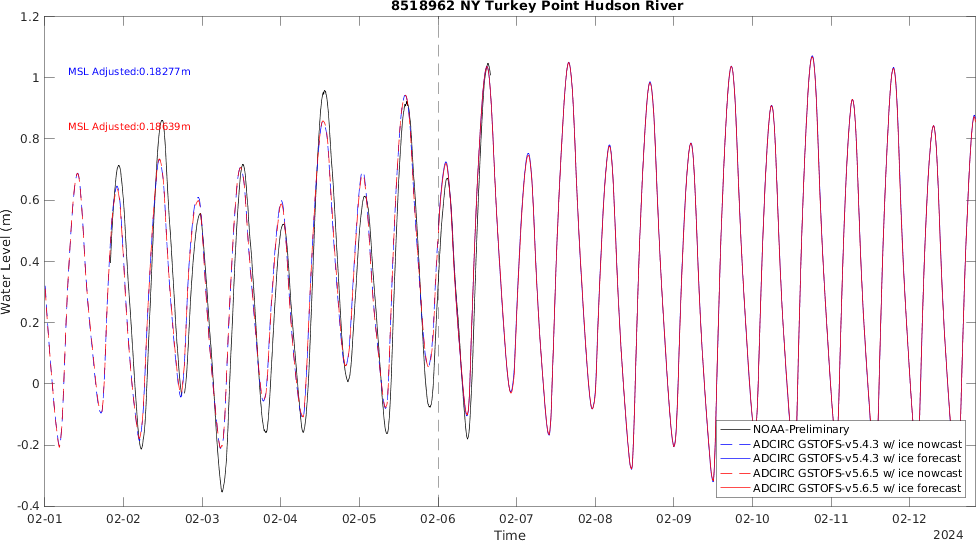 8518962 NY Turkey Point Hudson River
1.2
1
0.8
0.6
0.4
0.2
0
-0.2
-0.4
Water Level (m)
MSL Adjusted:0.18277m
MSL Adjusted:0.18639m
NOAA-Preliminary
ADCIRC GSTOFS-v5.4.3 w/ ice nowcast
ADCIRC GSTOFS-v5.4.3 w/ ice forecast
ADCIRC GSTOFS-v5.6.5 w/ ice nowcast
ADCIRC GSTOFS-v5.6.5 w/ ice forecast
02-01 02-02 02-03 02-04 02-05 02-06 02-07 02-08 02-09 02-10 02-11 02-12
Time
2024